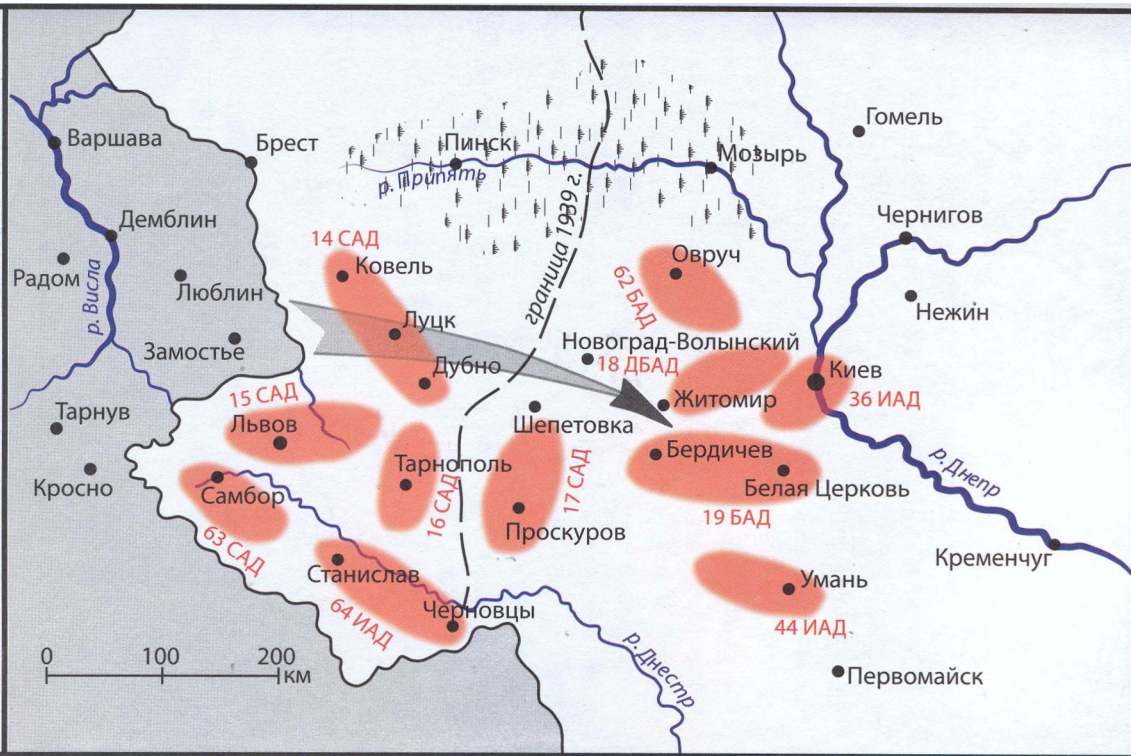 Гомель
Варшава
Брест
Пинск
Мозырь
р. Припять
граница 1939 г.
Демблин
Чернигов
14 САД
Ковель
Овруч
62 БАД
Радом
Люблин
р. Висла
Нежин
Луцк
Замостье
Новоград-Волынский
18 ДБАД
Дубно
Киев
36 ИАД
15 САД
Житомир
Тарнув
Львов
Шепетовка
Тарнополь
16 САД
17 САД
Бердичев
Белая Церковь
19 БАД
р. Днепр
Кросно
Самбор
63 САД
Проскуров
Кременчуг
Станислав
64 ИАД
Черновцы
Умань
44 ИАД
р. Днестр
Первомайск
0 100 200
км